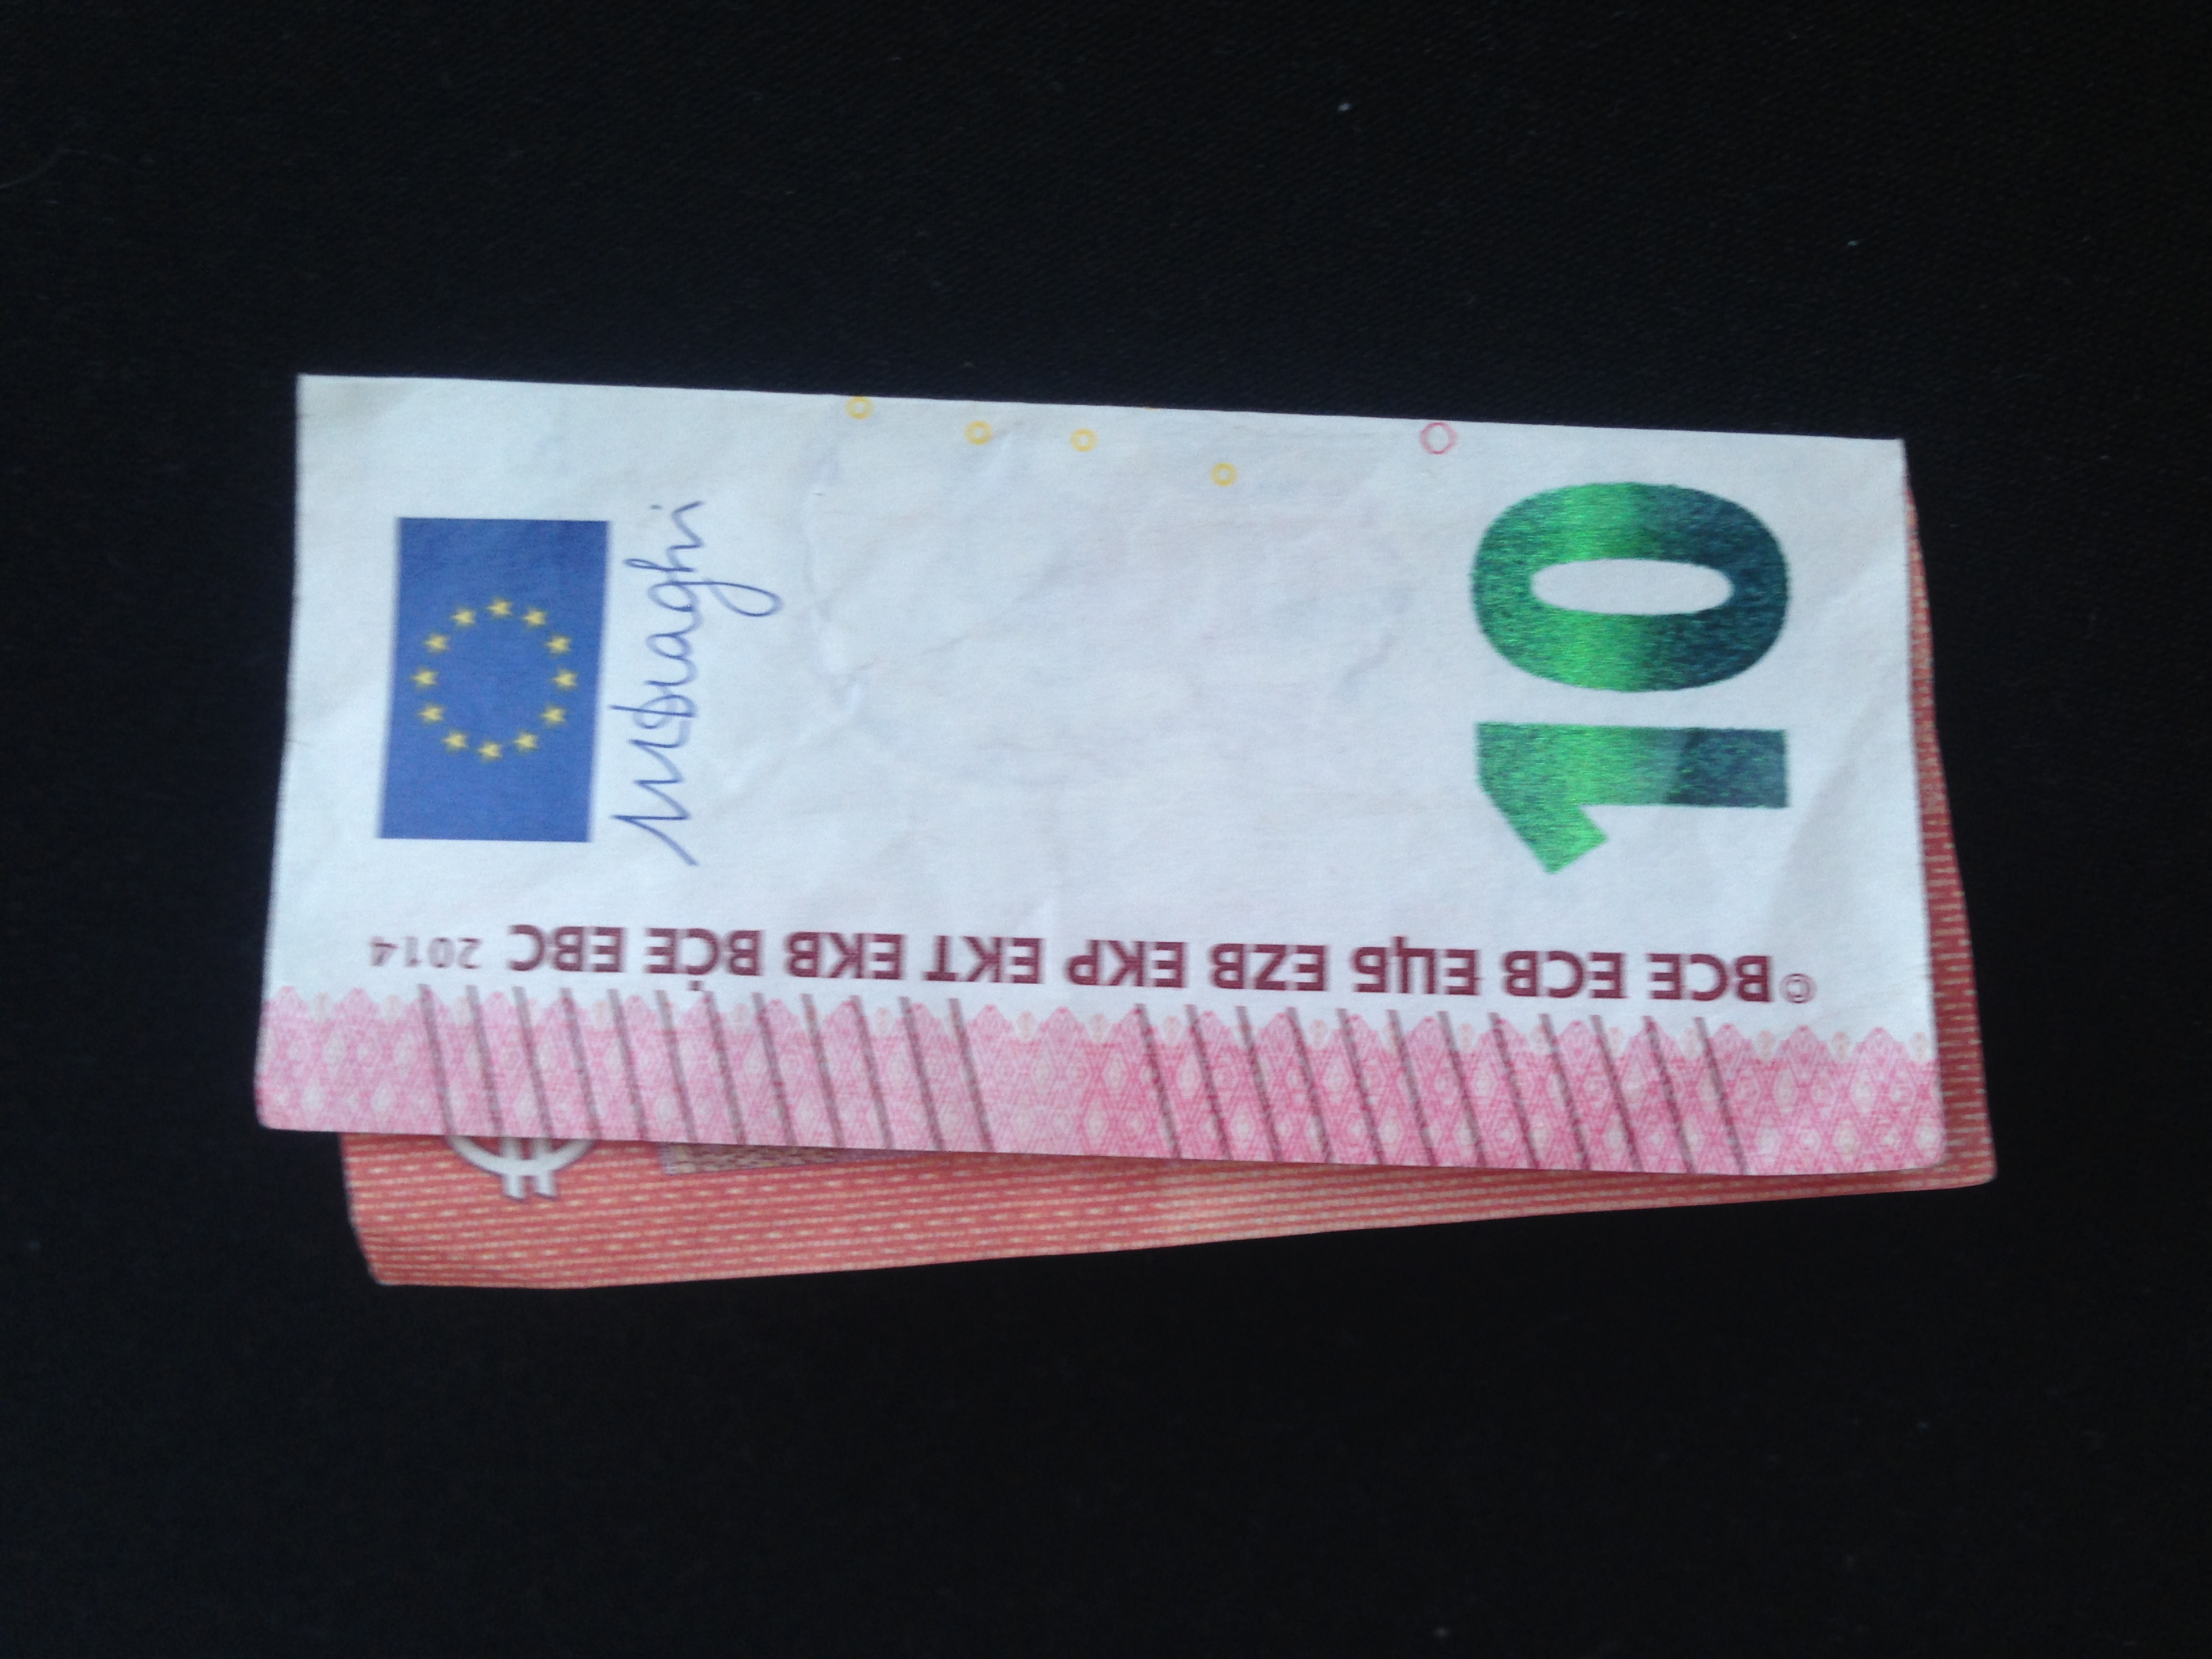 ©BCE ECB ЕЦБ EZB EKP EKT EKB BĊE EBC 2014
10
MDraghi